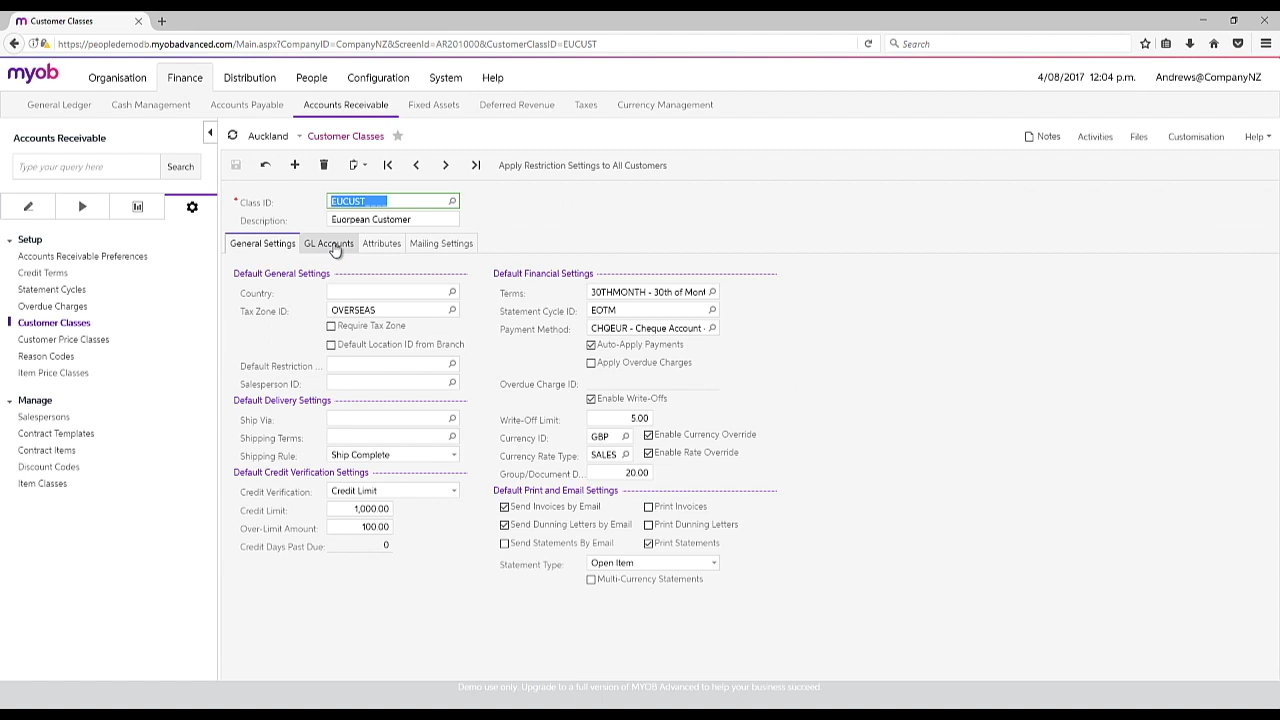 myob Customer Classes
https://peopledemodb.myobadvanced.com/Main.aspx?CompanyID=CompanyNZ&ScreenId=AR201000&CustomerClassID=EUCUST Search
myob Organisation Finance Distribution People Configuration System Help 4/08/2017 12:04 p.m. Andrews@CompanyNZ
General Ledger Cash Management Accounts Payable Accounts Receivable Fixed Assets Deferred Revenue Taxes Currency Management
Accounts Receivable
Type your query here Search
Setup
Accounts Receivable Preferences
Credit Terms
Statement Cycles
Overdue Charges
Customer Classes
Customer Price Classes
Reason Codes
Item Price Classes
Manage
Salespersons
Contract Templates
Contract Items
Discount Codes
Item Classes
Auckland Customer Classes Notes Activities Files Customisation Help
Apply Restriction Settings to All Customers
* Class ID: EUCUST____
Description: Euorpean Customer
General Settings GL Accounts Attributes Mailing Settings
Default General Settings
Country:
Tax Zone ID: OVERSEAS
Require Tax Zone
Default Location ID from Branch
Default Restriction ...
Salesperson ID:
Default Delivery Settings
Ship Via:
Shipping Terms:
Shipping Rule: Ship Complete
Default Credit Verification Settings
Credit Verification: Credit Limit
Credit Limit: 1,000.00
Over-Limit Amount: 100.00
Credit Days Past Due: 0
Default Financial Settings
Terms: 30THMONTH - 30th of Mont
Statement Cycle ID: EOTM
Payment Method: CHQEUR - Cheque Account -
Auto-Apply Payments
Apply Overdue Charges
Overdue Charge ID:
Enable Write-Offs
Write-Off Limit: 5.00
Currency ID: GBP Enable Currency Override
Currency Rate Type: SALES Enable Rate Override
Group/Document D... 20.00
Default Print and Email Settings
Send Invoices by Email Print Invoices
Send Dunning Letters by Email Print Dunning Letters
Send Statements By Email Print Statements
Statement Type: Open Item
Multi-Currency Statements
Demo use only. Upgrade to a full version of MYOB Advanced to help your business succeed